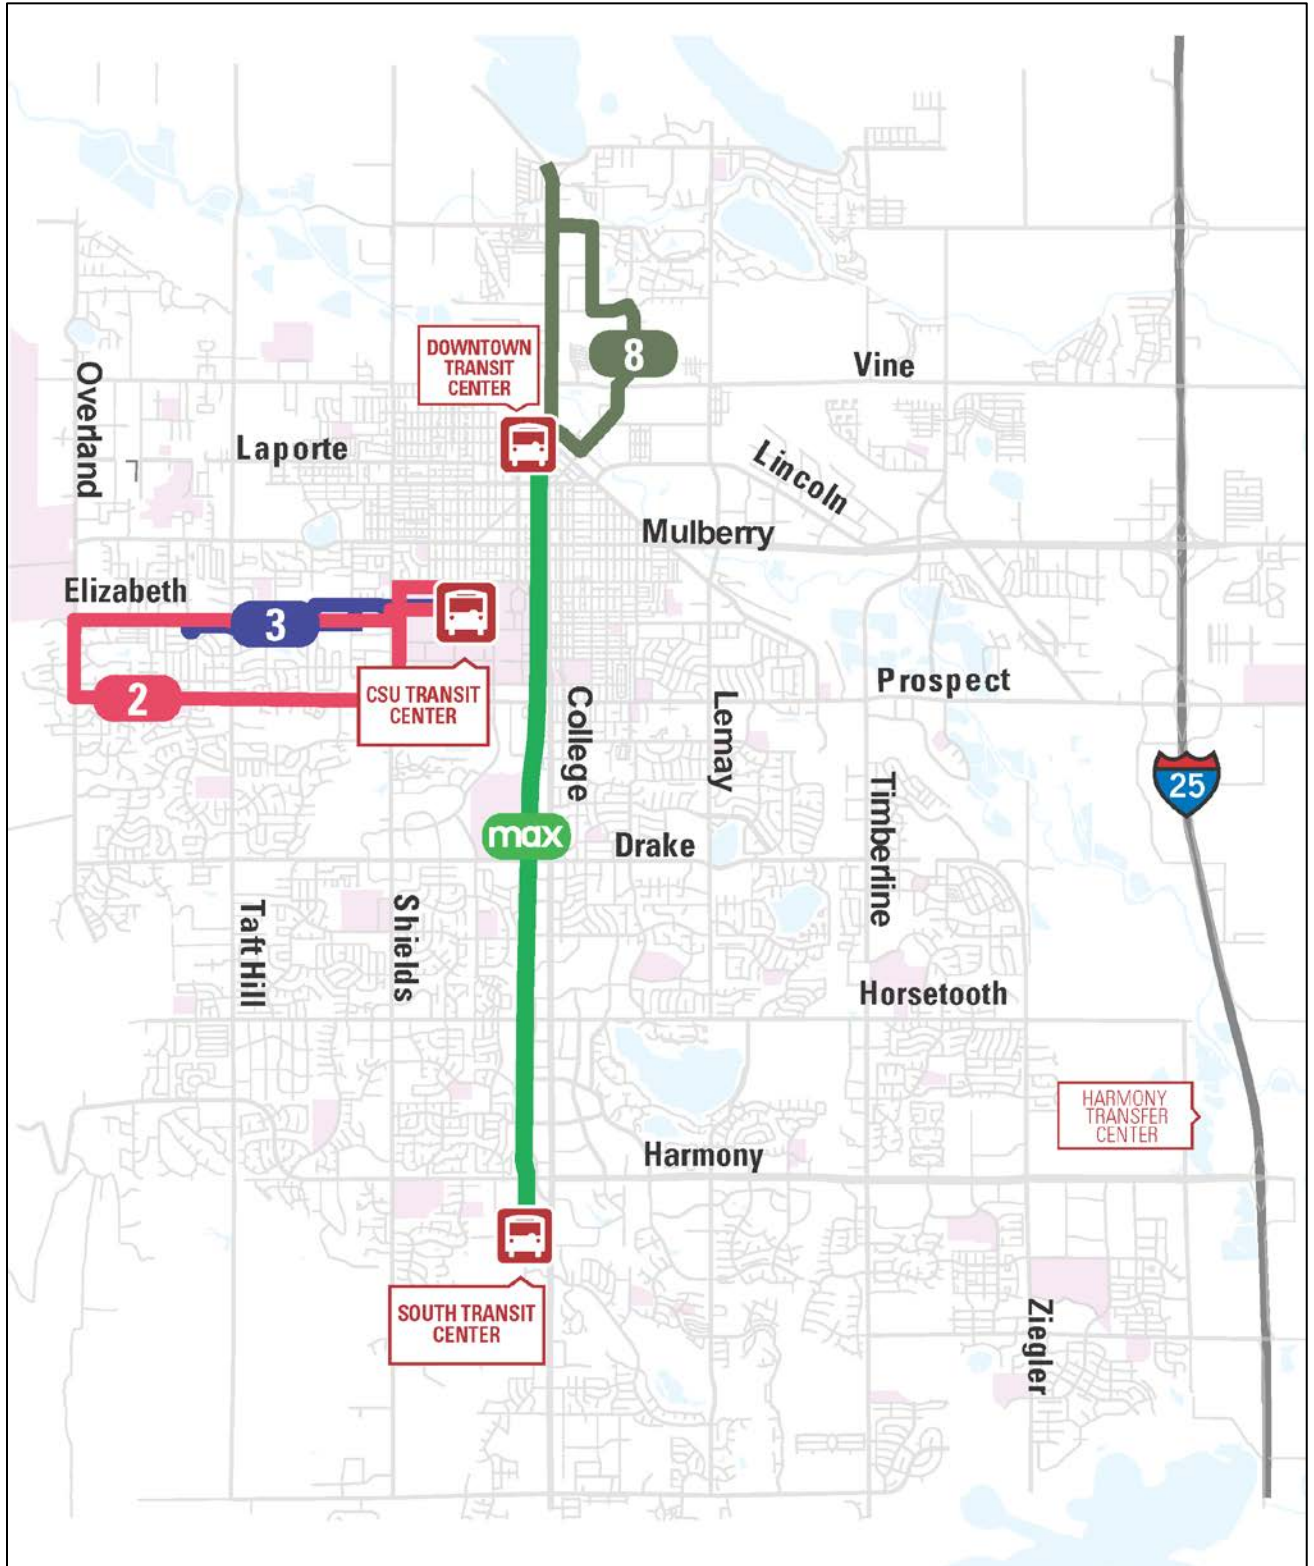 DOWNTOWN
TRANSIT
CENTER
8
Vine
Overland
Laporte
Lincoln
Mulberry
Elizabeth
3
2
CSU TRANSIT
CENTER
Prospect
College
Lemay
Timberline
25
max
Drake
Taft Hill
Shields
Horsetooth
HARMONY
TRANSFER
CENTER
Harmony
SOUTH TRANSIT
CENTER
Ziegler